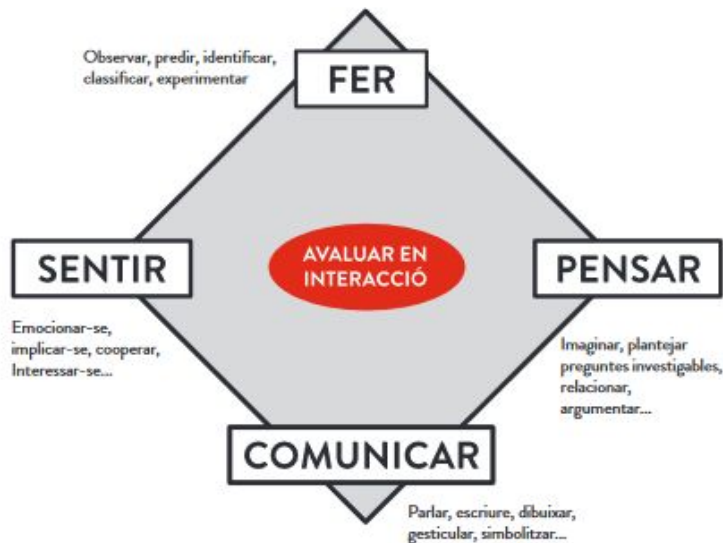 Observar, predir, identificar,
classificar, experimentar
FER
SENTIR
AVALUAR EN
INTERACCIÓ
PENSAR
Emocionar-se,
implicar-se, cooperar,
Interessar-se...
Imaginar, plantejar
preguntes investigables,
relacionar,
argumentar...
COMUNICAR
Parlar, escriure, dibuixar,
gesticular, simbolitzar...